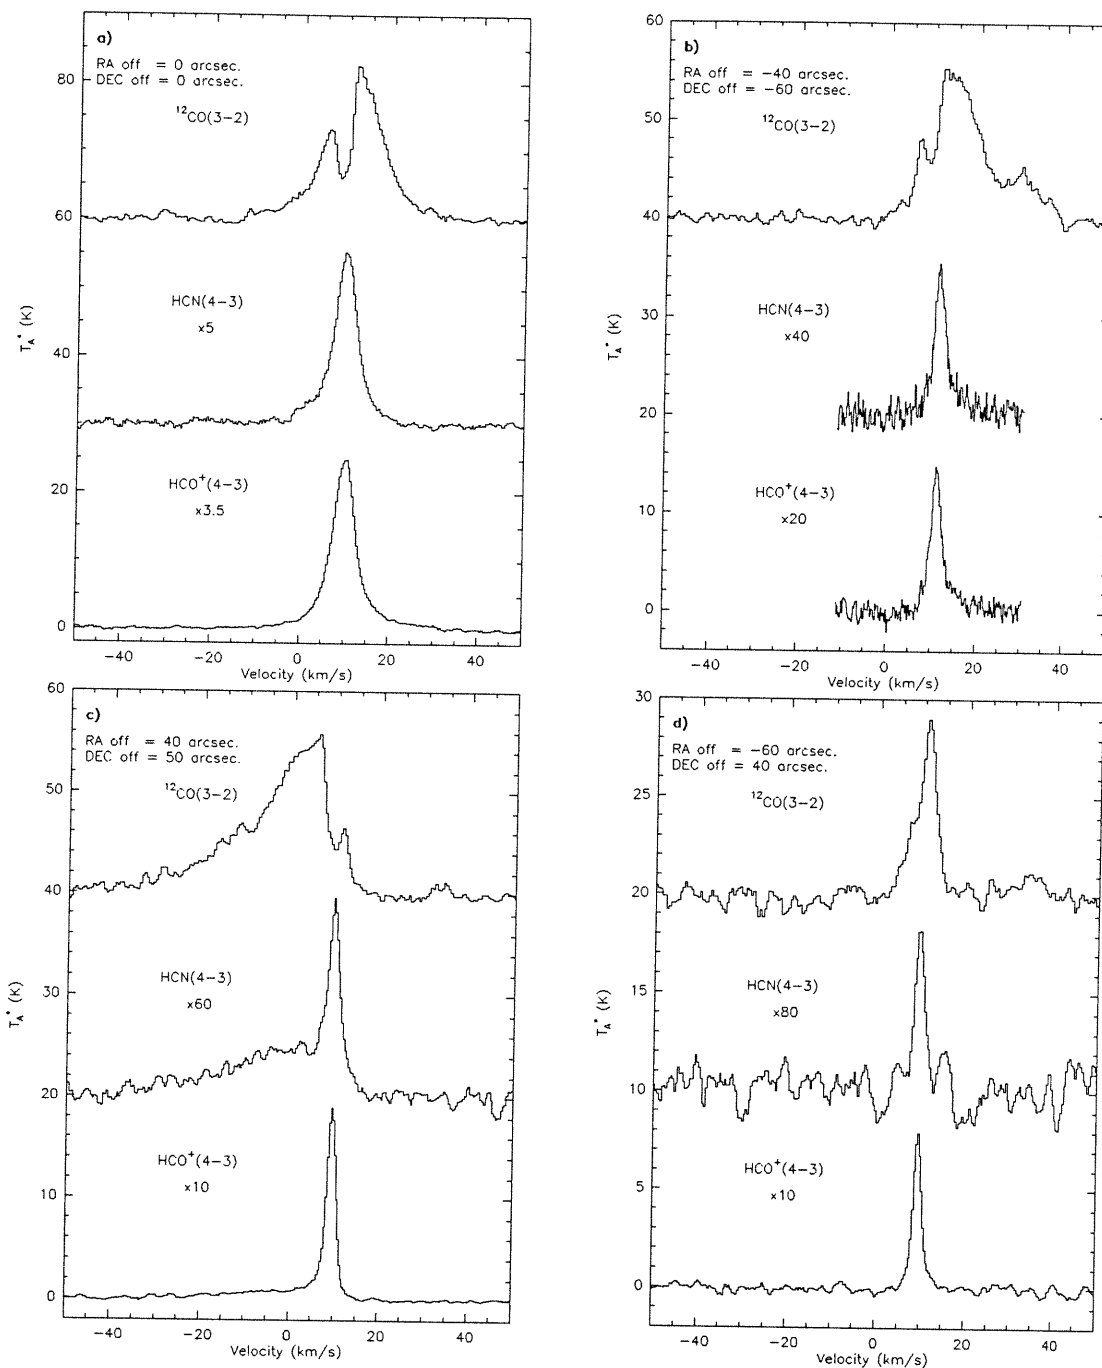 a)
RA off = 0 arcsec.
DEC off = 0 arcsec.
¹²CO(3−2)
HCN(4−3)
x5
HCO⁺(4−3)
x3.5
80
60
40
20
0
T_A* (K)
−40
−20
0
20
40
Velocity (km/s)
b)
RA off = −40 arcsec.
DEC off = −60 arcsec.
¹²CO(3−2)
HCN(4−3)
x40
HCO⁺(4−3)
x20
60
50
40
30
20
10
0
T_A* (K)
−40
−20
0
20
40
Velocity (km/s)
c)
RA off = 40 arcsec.
DEC off = 50 arcsec.
¹²CO(3−2)
HCN(4−3)
x60
HCO⁺(4−3)
x10
60
50
40
30
20
10
0
T_A* (K)
−40
−20
0
20
40
Velocity (km/s)
d)
RA off = −60 arcsec.
DEC off = 40 arcsec.
¹²CO(3−2)
HCN(4−3)
x80
HCO⁺(4−3)
x10
30
25
20
15
10
5
0
T_A* (K)
−40
−20
0
20
40
Velocity (km/s)